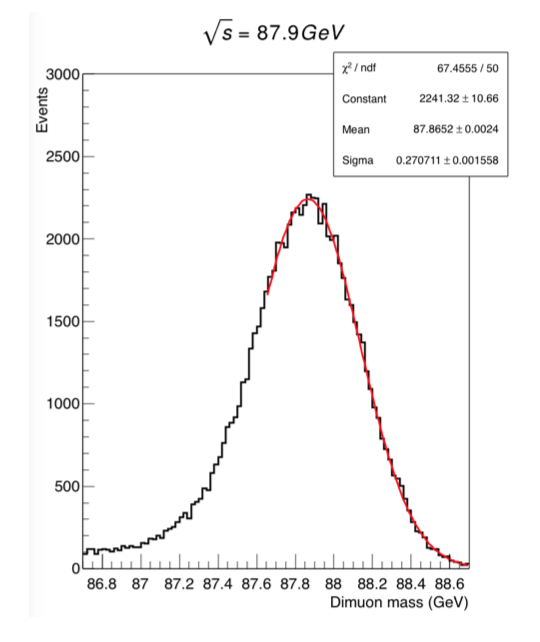 √s = 87.9GeV
χ² / ndf 67.4555 / 50
Constant 2241.32 ± 10.66
Mean 87.8652 ± 0.0024
Sigma 0.270711 ± 0.001558
Events
3000
2500
2000
1500
1000
500
0
86.8 87 87.2 87.4 87.6 87.8 88 88.2 88.4 88.6
Dimuon mass (GeV)